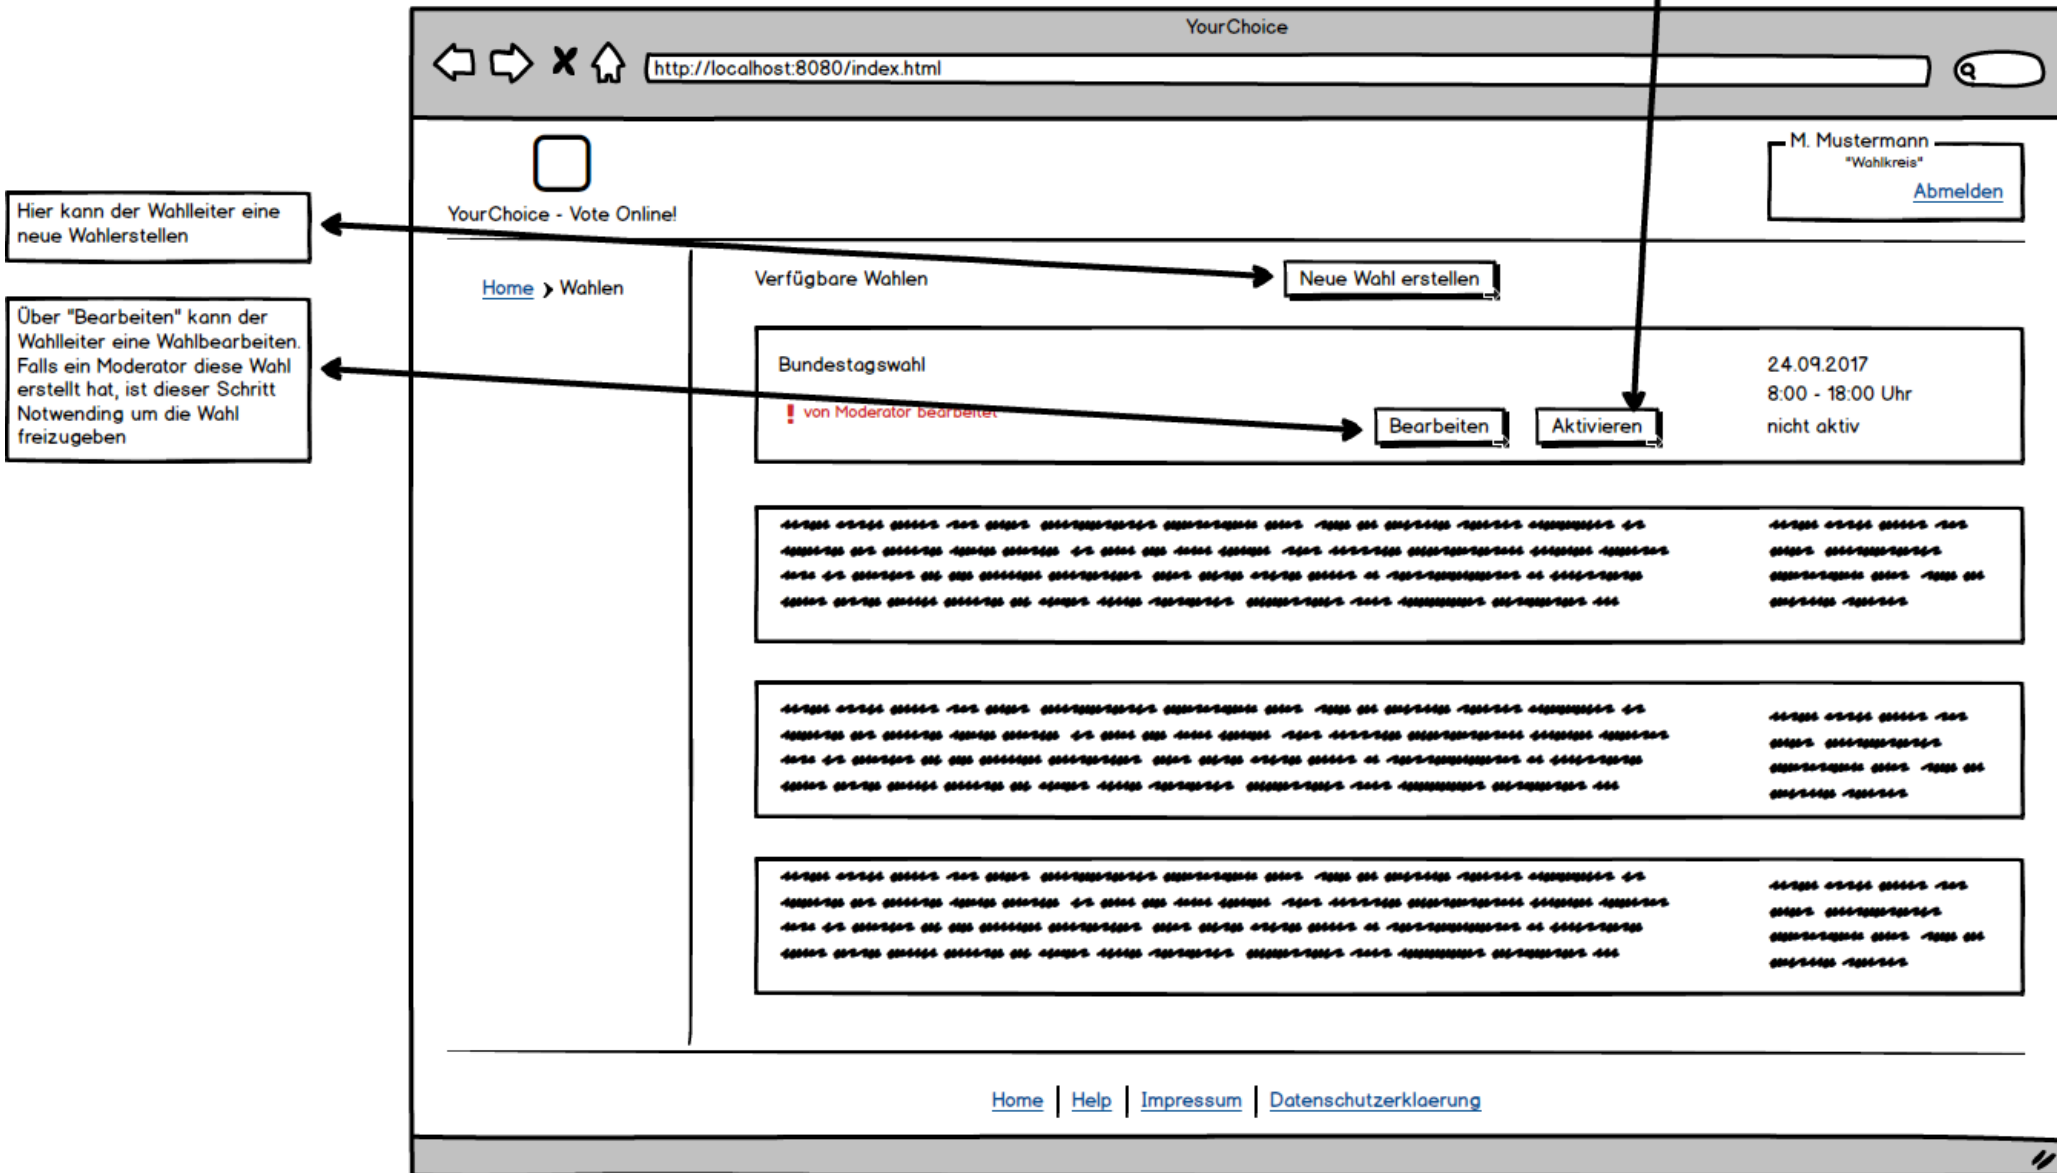 YourChoice
http://localhost:8080/index.html
M. Mustermann
"Wahlkreis"
Abmelden
YourChoice - Vote Online!
Hier kann der Wahlleiter eine
neue Wahlerstellen
Home > Wahlen
Verfügbare Wahlen
Neue Wahl erstellen
Über "Bearbeiten" kann der
Wahlleiter eine Wahlbearbeiten.
Falls ein Moderator diese Wahl
erstellt hat, ist dieser Schritt
Notwending um die Wahl
freizugeben
Bundestagswahl
24.09.2017
8:00 - 18:00 Uhr
! von Moderator bearbeitet
Bearbeiten
Aktivieren
nicht aktiv
Home | Help | Impressum | Datenschutzerklaerung